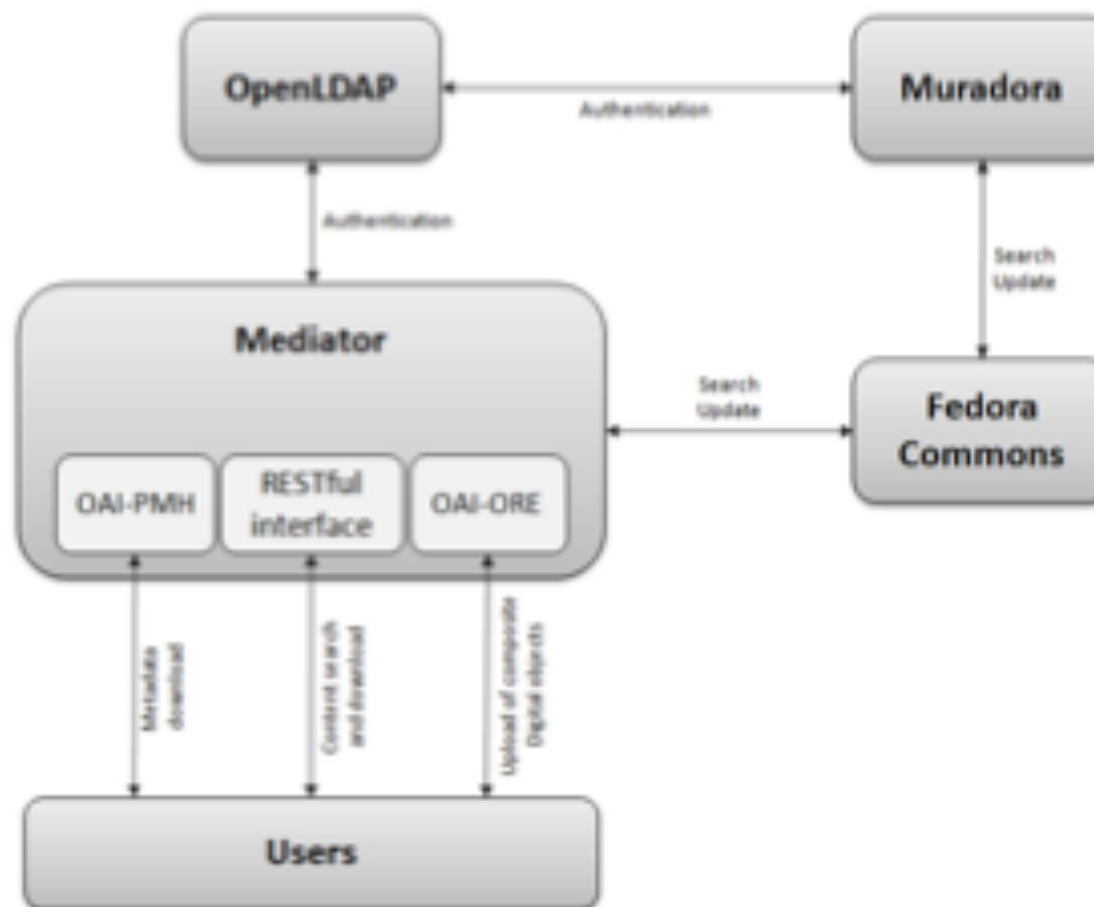 OpenLDAP
Muradora
Authentication
Authentication
Search
Update
Mediator
Search
Update
Fedora
Commons
OAI-PMH
RESTful
interface
OAI-ORE
Metadata
download
Content search
and download
Upload of composite
Digital objects
Users